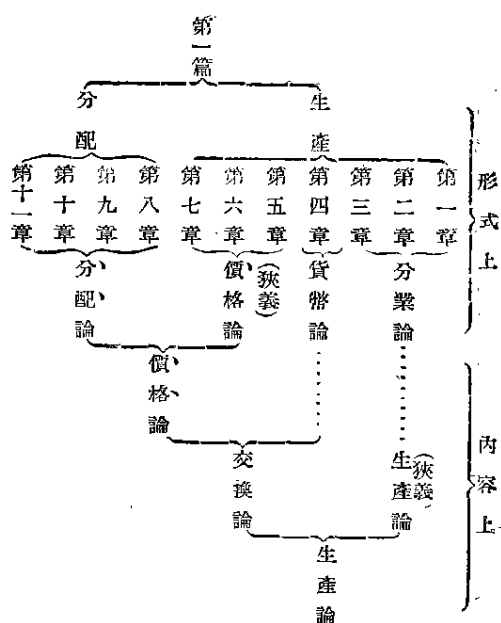 形式上
內容上
第一篇
生產
分配
第一章
第二章
第三章
第四章
第五章
第六章
第七章
第八章
第九章
第十章
第十一章
分業論
貨幣論
(狹義)
價格論
分配論
價格論
(狹義)
生產論
交換論
生產論